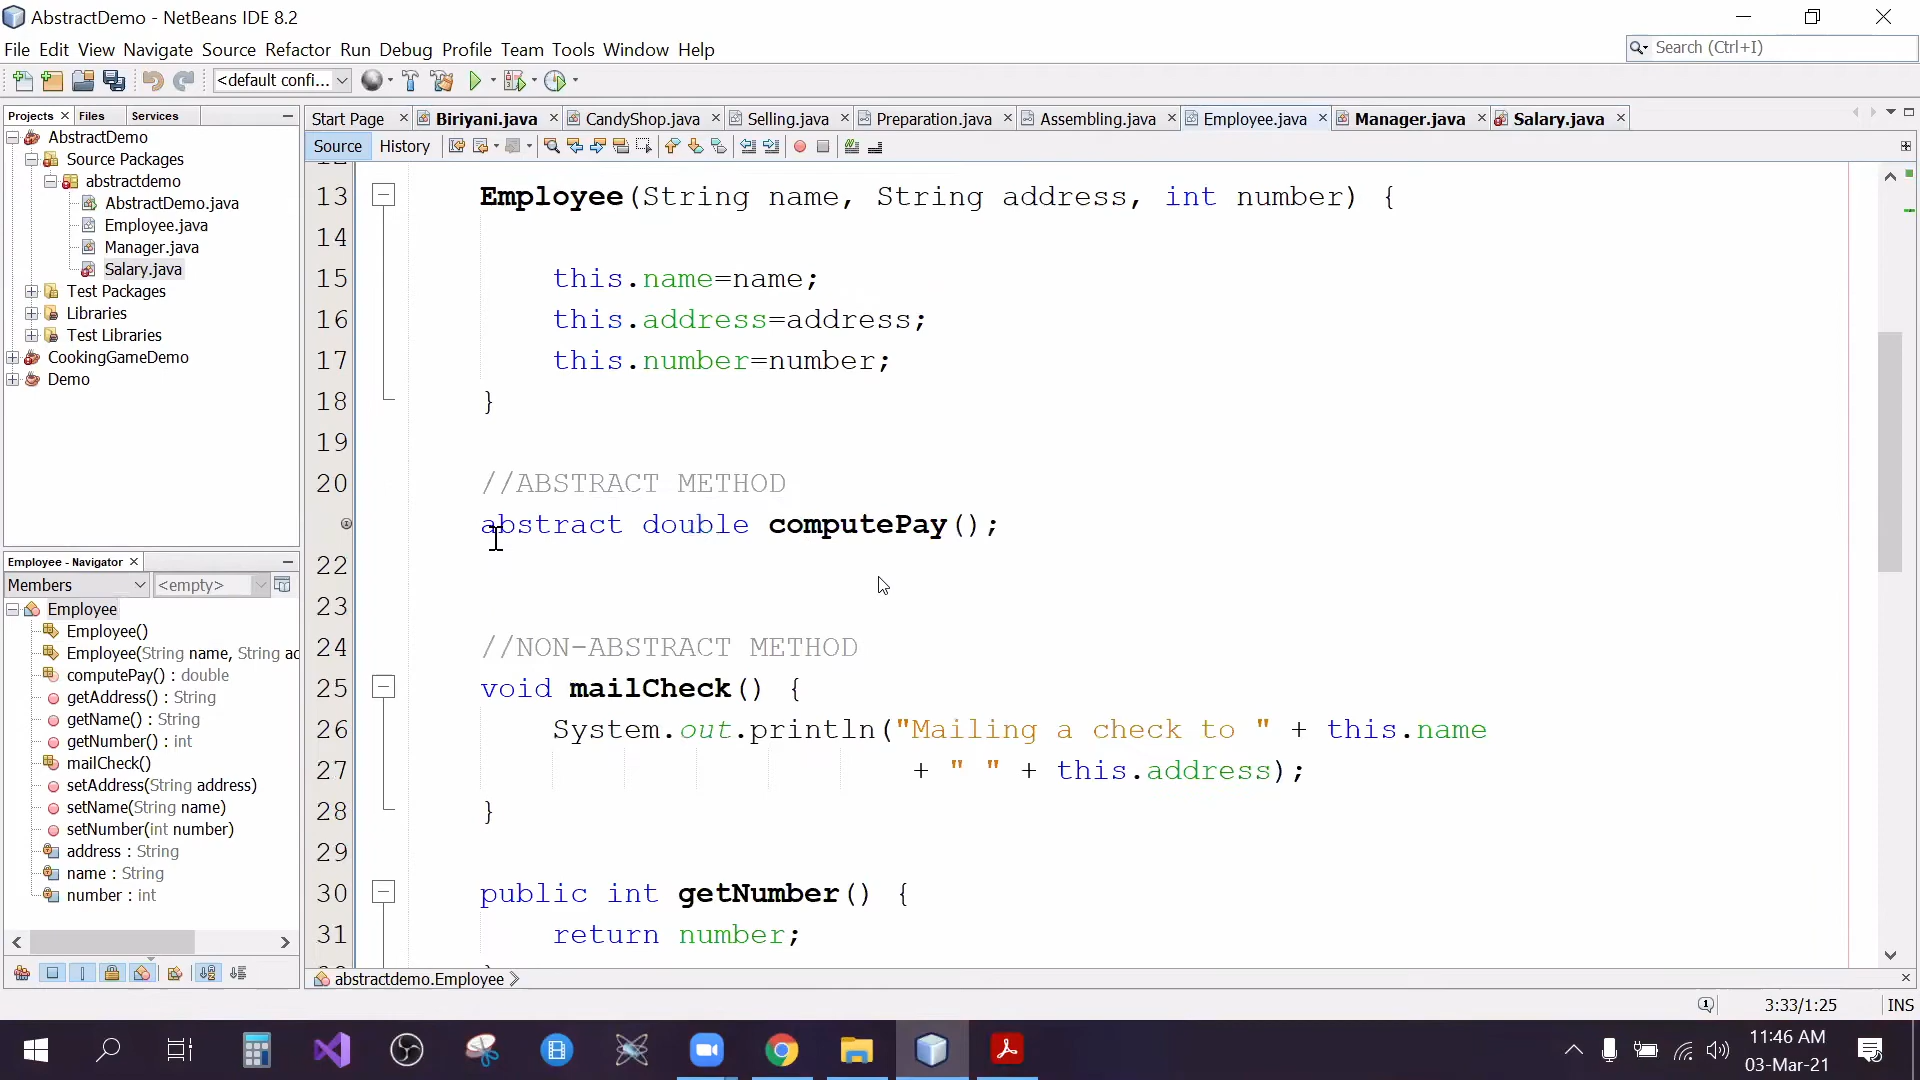 AbstractDemo - NetBeans IDE 8.2
File Edit View Navigate Source Refactor Run Debug Profile Team Tools Window Help
Search (Ctrl+I)
<default confi...
Projects Files Services
Start Page Biriyani.java CandyShop.java Selling.java Preparation.java Assembling.java Employee.java Manager.java Salary.java
Source History
AbstractDemo
Source Packages
abstractdemo
AbstractDemo.java
Employee.java
Manager.java
Salary.java
Test Packages
Libraries
Test Libraries
CookingGameDemo
Demo
Employee - Navigator
Members <empty>
Employee
Employee()
Employee(String name, String ad
computePay() : double
getAddress() : String
getName() : String
getNumber() : int
mailCheck()
setAddress(String address)
setName(String name)
setNumber(int number)
address : String
name : String
number : int
13 Employee(String name, String address, int number) {
14
15 this.name=name;
16 this.address=address;
17 this.number=number;
18 }
19
20 //ABSTRACT METHOD
abstract double computePay();
22
23
24 //NON-ABSTRACT METHOD
25 void mailCheck() {
26 System.out.println("Mailing a check to " + this.name
27 + " " + this.address);
28 }
29
30 public int getNumber() {
31 return number;
abstractdemo.Employee
3:33/1:25 INS
11:46 AM
03-Mar-21